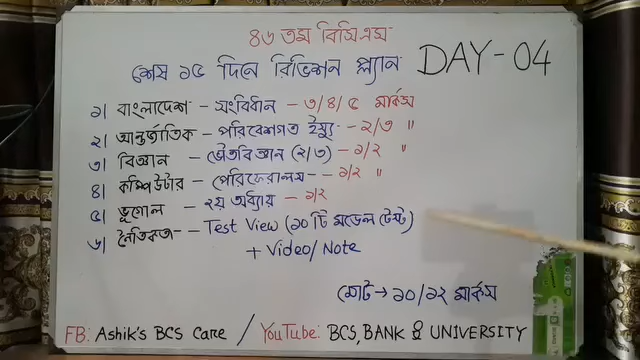 ৪৬ তম বিসিএস
শেষ ১৫ দিনে রিভিশন প্ল্যান DAY-04
১। বাংলাদেশ - সংবিধান - ৩/৪/৫ মার্কস
২। আন্তর্জাতিক - পরিবেশগত ইস্যু - ২/৩ "
৩। বিজ্ঞান - ভৌতবিজ্ঞান (২/৩) - ১/২ "
৪। কম্পিউটার - পেরিফেরালস - ১/২ "
৫। ভূগোল - ২য় অধ্যায় - ১/২
৬। নৈতিকতা - Test View (১০টি মডেল টেস্ট)
+ Video/Note
মোট → ১০/১২ মার্কস
FB: Ashik's BCS Care / YouTube: BCS, BANK & UNIVERSITY